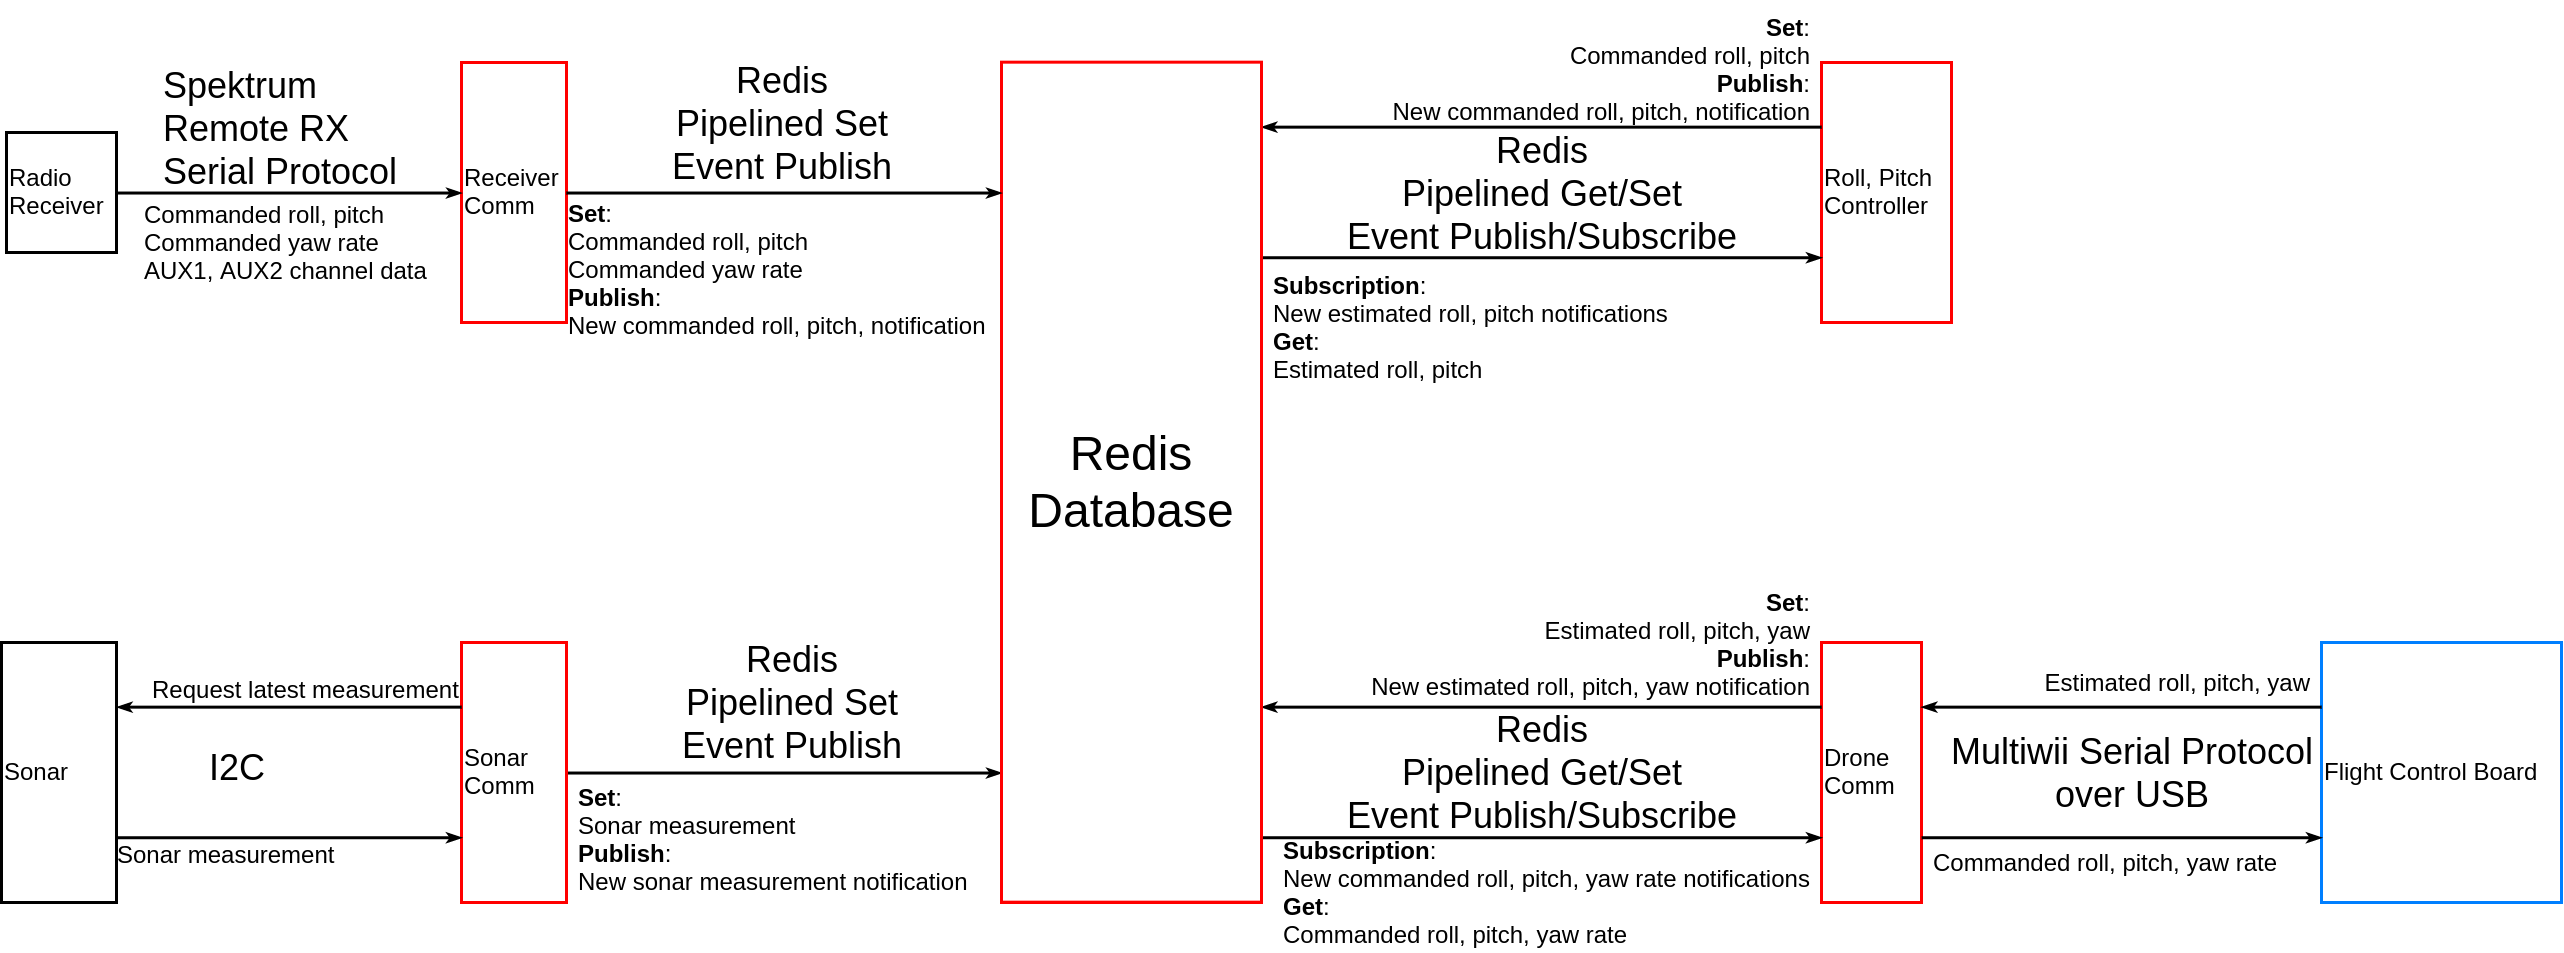 Radio
Receiver
Spektrum
Remote RX
Serial Protocol
Commanded roll, pitch
Commanded yaw rate
AUX1, AUX2 channel data
Receiver
Comm
Redis
Pipelined Set
Event Publish
Set:
Commanded roll, pitch
Commanded yaw rate
Publish:
New commanded roll, pitch, notification
Redis
Database
Set:
Commanded roll, pitch
Publish:
New commanded roll, pitch, notification
Redis
Pipelined Get/Set
Event Publish/Subscribe
Subscription:
New estimated roll, pitch notifications
Get:
Estimated roll, pitch
Roll, Pitch
Controller
Sonar
Request latest measurement
I2C
Sonar measurement
Sonar
Comm
Redis
Pipelined Set
Event Publish
Set:
Sonar measurement
Publish:
New sonar measurement notification
Set:
Estimated roll, pitch, yaw
Publish:
New estimated roll, pitch, yaw notification
Redis
Pipelined Get/Set
Event Publish/Subscribe
Subscription:
New commanded roll, pitch, yaw rate notifications
Get:
Commanded roll, pitch, yaw rate
Drone
Comm
Estimated roll, pitch, yaw
Multiwii Serial Protocol
over USB
Commanded roll, pitch, yaw rate
Flight Control Board